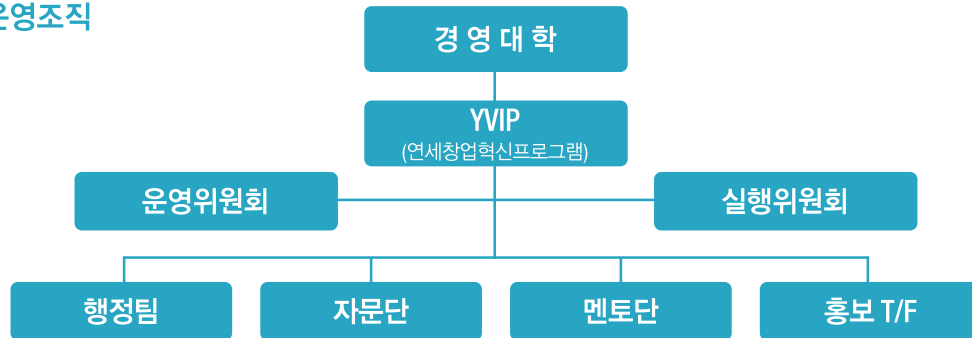 운영조직
경 영 대 학
YVIP
(연세창업혁신프로그램)
운영위원회
실행위원회
행정팀
자문단
멘토단
홍보 T/F